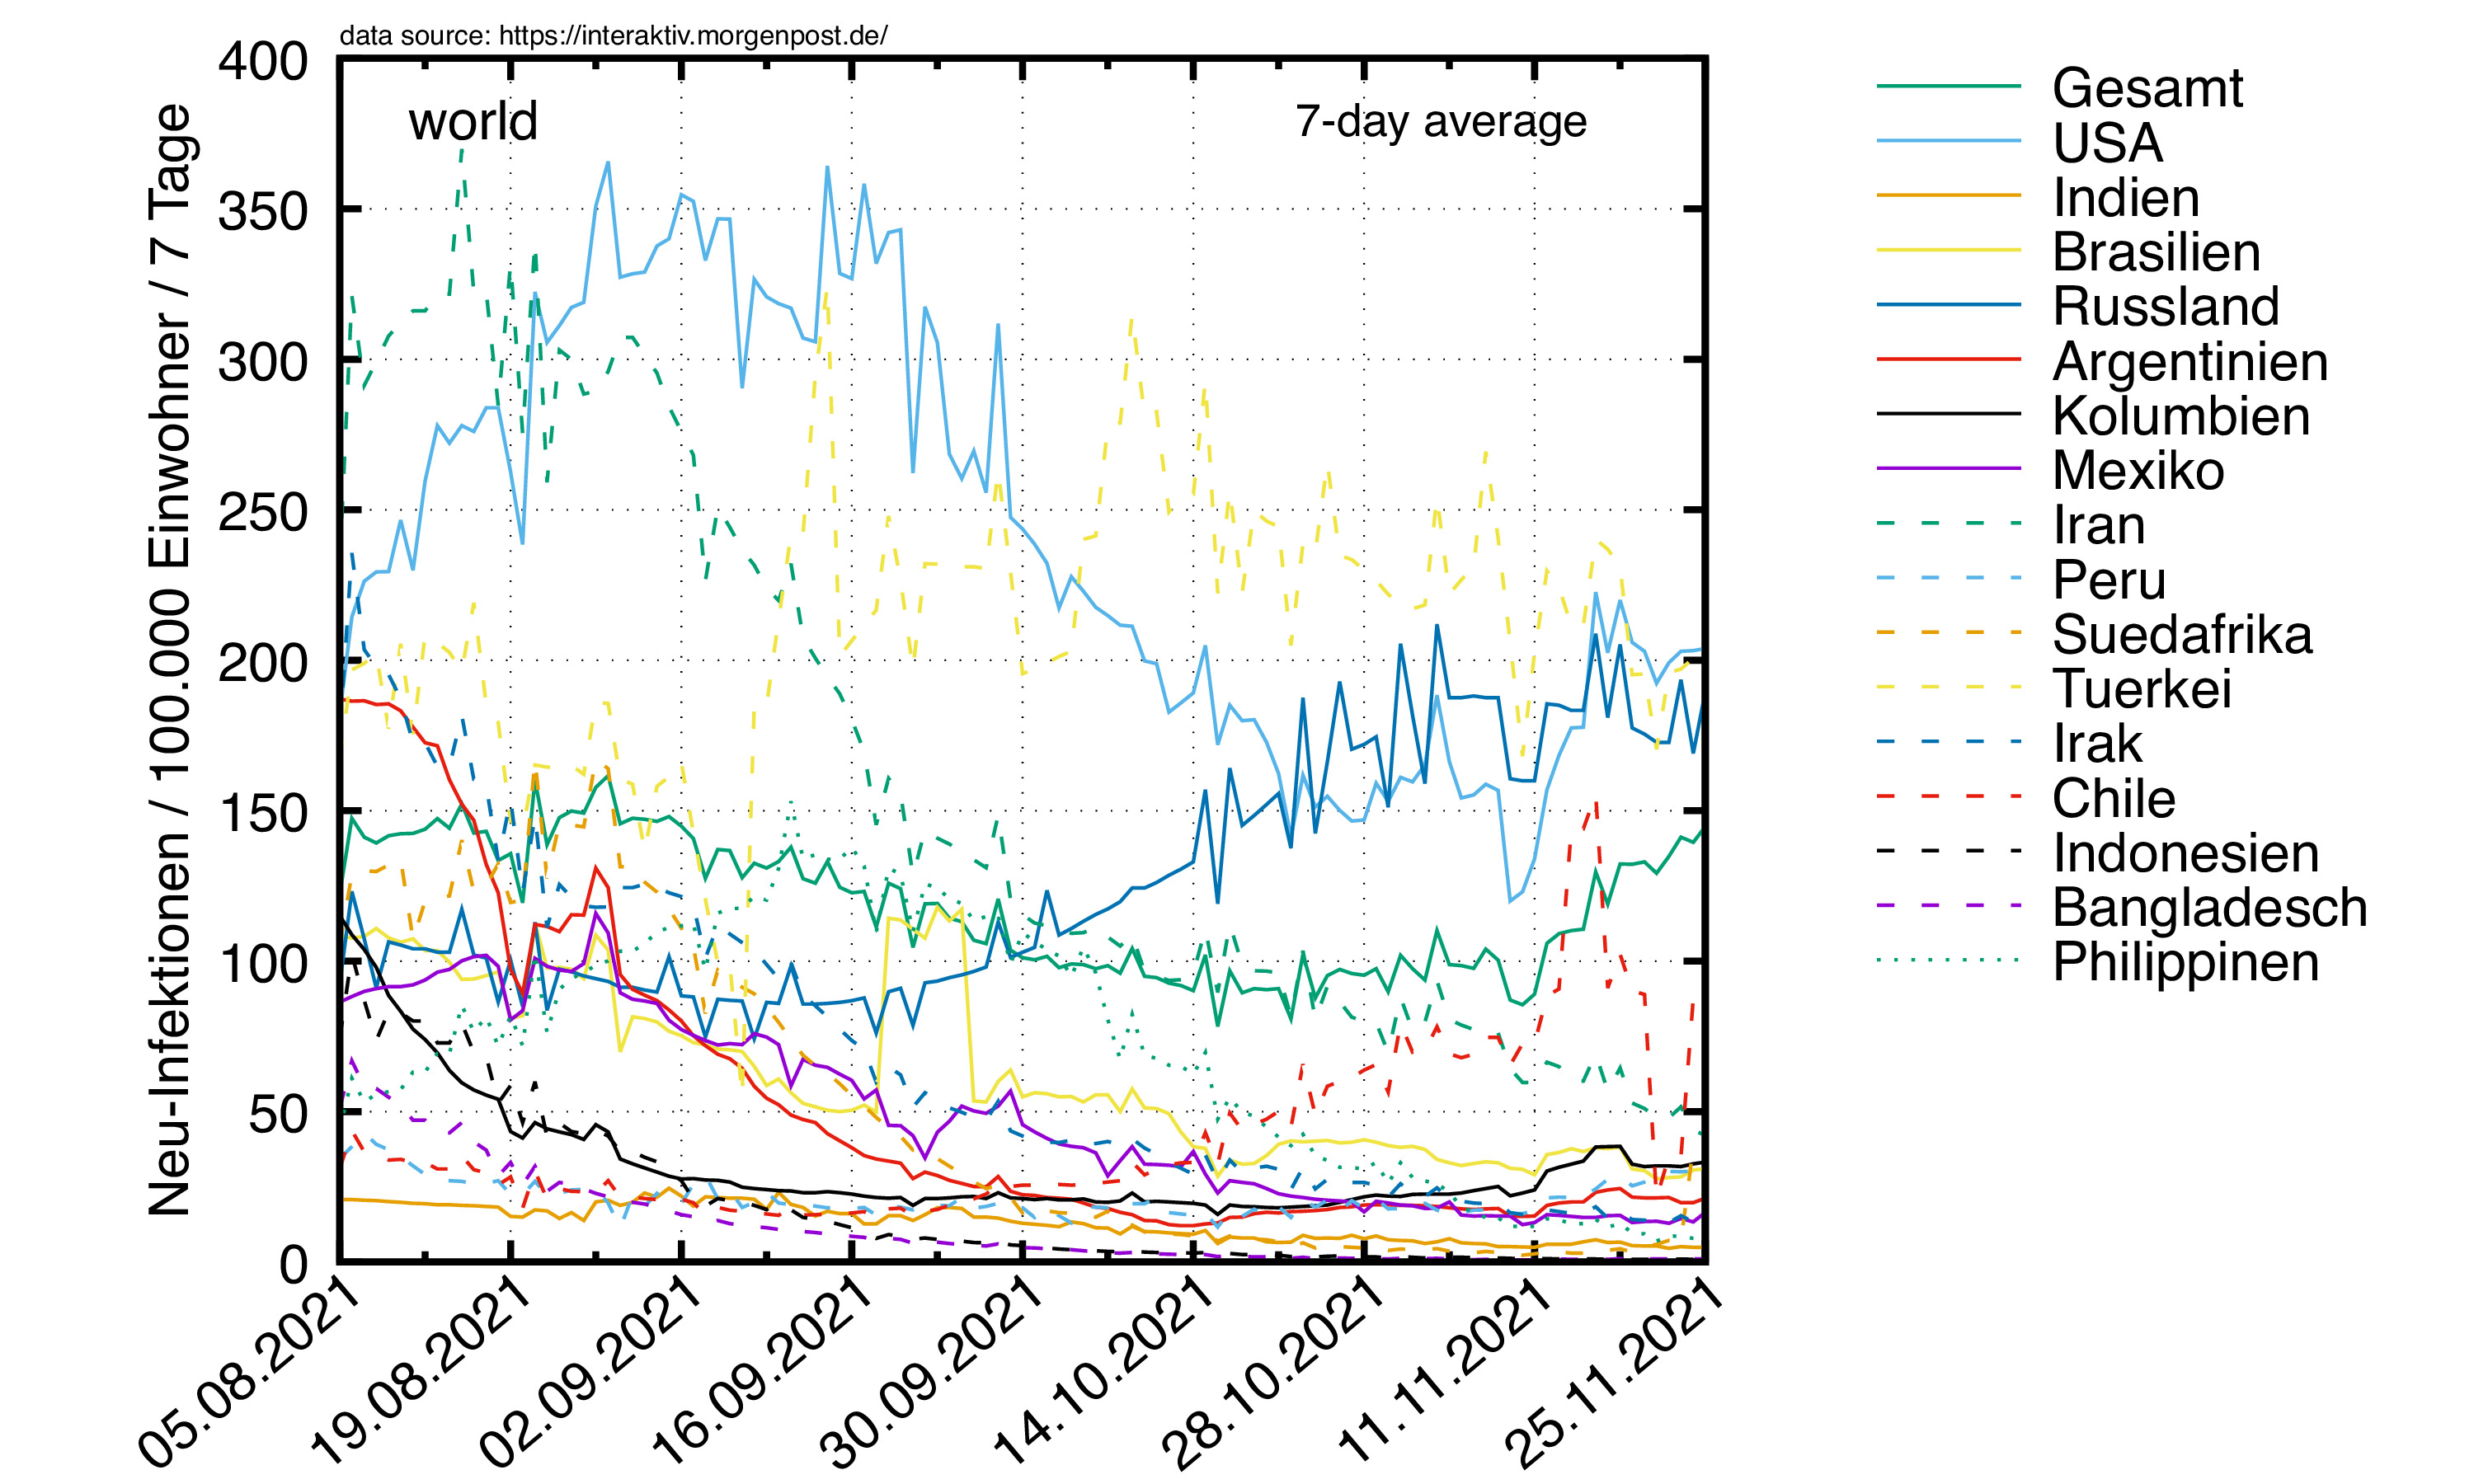 data source: https://interaktiv.morgenpost.de/
world
7-day average
Neu-Infektionen / 100.000 Einwohner / 7 Tage
400
350
300
250
200
150
100
50
0
05.08.2021
19.08.2021
02.09.2021
16.09.2021
30.09.2021
14.10.2021
28.10.2021
11.11.2021
25.11.2021
Gesamt
USA
Indien
Brasilien
Russland
Argentinien
Kolumbien
Mexiko
Iran
Peru
Suedafrika
Tuerkei
Irak
Chile
Indonesien
Bangladesch
Philippinen